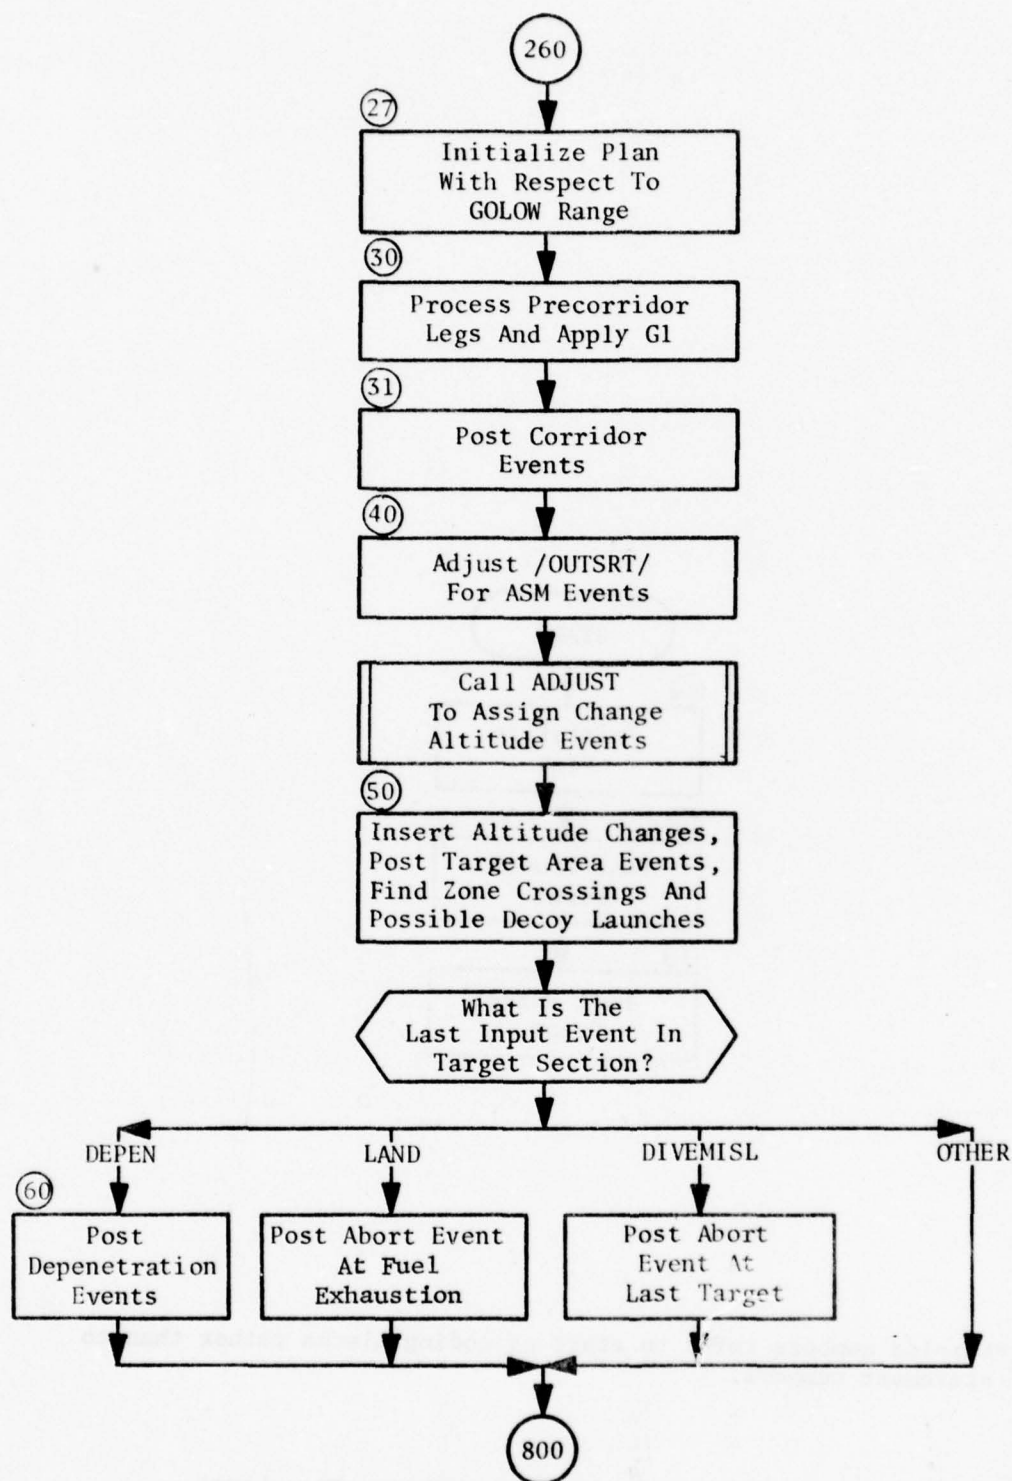 260
27
Initialize Plan
With Respect To
GOLOW Range
30
Process Precorridor
Legs And Apply G1
31
Post Corridor
Events
40
Adjust /OUTSRT/
For ASM Events
Call ADJUST
To Assign Change
Altitude Events
50
Insert Altitude Changes,
Post Target Area Events,
Find Zone Crossings And
Possible Decoy Launches
What Is The
Last Input Event In
Target Section?
DEPEN
LAND
DIVEMISL
OTHER
60
Post
Depenetration
Events
Post Abort Event
At Fuel
Exhaustion
Post Abort
Event At
Last Target
800